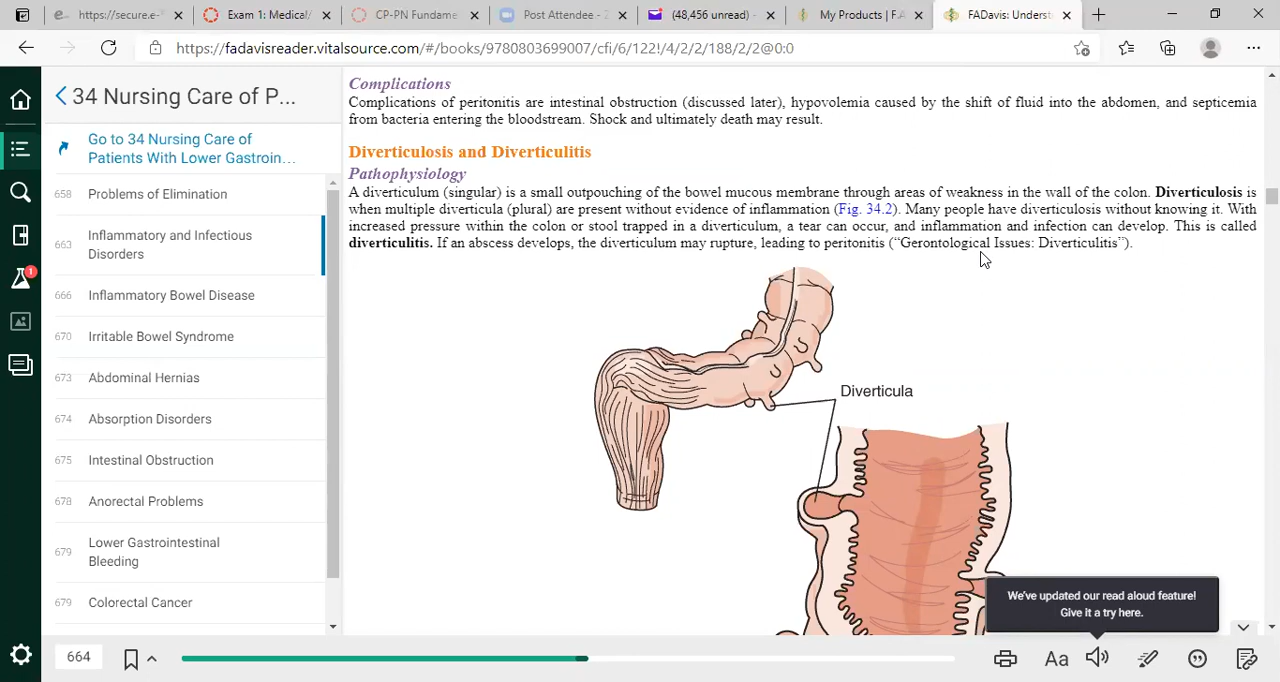 https://secure.e-
Exam 1: Medical/
CP-PN Fundame
Post Attendee - Z
(48,456 unread) -
My Products | F.A
FADavis: Underst
https://fadavisreader.vitalsource.com/#/books/9780803699007/cfi/6/122!/4/2/2/188/2/2@0:0
34 Nursing Care of P...
Go to 34 Nursing Care of
Patients With Lower Gastroin...
658 Problems of Elimination
663 Inflammatory and Infectious
Disorders
666 Inflammatory Bowel Disease
670 Irritable Bowel Syndrome
673 Abdominal Hernias
674 Absorption Disorders
675 Intestinal Obstruction
678 Anorectal Problems
679 Lower Gastrointestinal
Bleeding
679 Colorectal Cancer
1
Complications
Complications of peritonitis are intestinal obstruction (discussed later), hypovolemia caused by the shift of fluid into the abdomen, and septicemia
from bacteria entering the bloodstream. Shock and ultimately death may result.
Diverticulosis and Diverticulitis
Pathophysiology
A diverticulum (singular) is a small outpouching of the bowel mucous membrane through areas of weakness in the wall of the colon. Diverticulosis is
when multiple diverticula (plural) are present without evidence of inflammation (Fig. 34.2). Many people have diverticulosis without knowing it. With
increased pressure within the colon or stool trapped in a diverticulum, a tear can occur, and inflammation and infection can develop. This is called
diverticulitis. If an abscess develops, the diverticulum may rupture, leading to peritonitis (“Gerontological Issues: Diverticulitis”).
Diverticula
We've updated our read aloud feature!
Give it a try here.
664
Aa